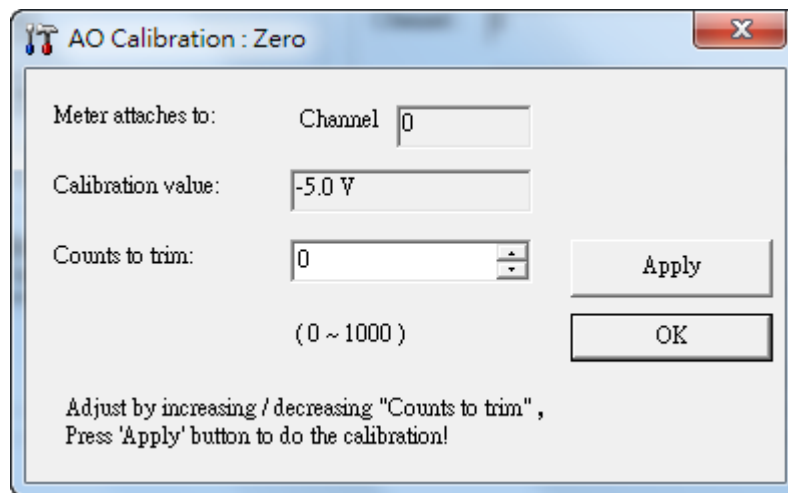 AO Calibration : Zero
Meter attaches to: Channel 0
Calibration value: -5.0 V
Counts to trim: 0
Apply
( 0 ~ 1000 )
OK
Adjust by increasing / decreasing "Counts to trim" ,
Press 'Apply' button to do the calibration!